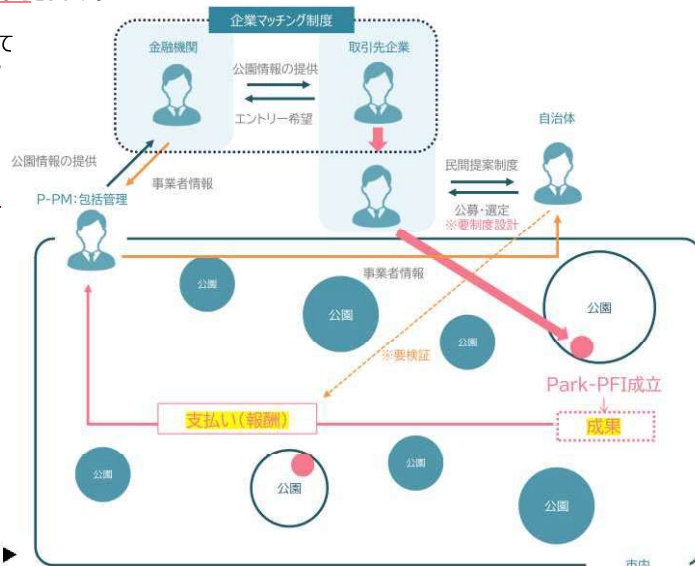 企業マッチング制度
て
金融機関
取引先企業
公園情報の提供
エントリー希望
自治体
公園情報の提供
事業者情報
民間提案制度
P-PM:包括管理
公募・選定
※要制度設計
事業者情報
公園
公園
公園
公園
※要検証
Park-PFI成立
支払い(報酬)
成果
公園
公園
公園
公園
市内